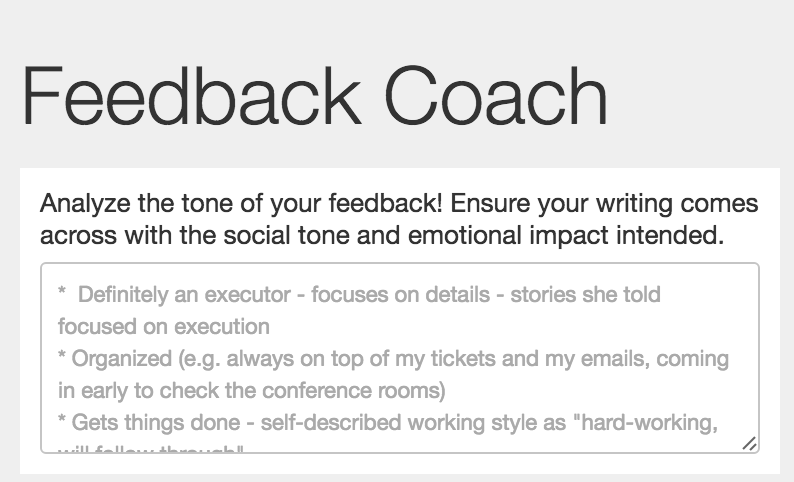 Feedback Coach
Analyze the tone of your feedback! Ensure your writing comes
across with the social tone and emotional impact intended.
* Definitely an executor - focuses on details - stories she told
focused on execution
* Organized (e.g. always on top of my tickets and my emails, coming
in early to check the conference rooms)
* Gets things done - self-described working style as "hard-working,
will follow through"